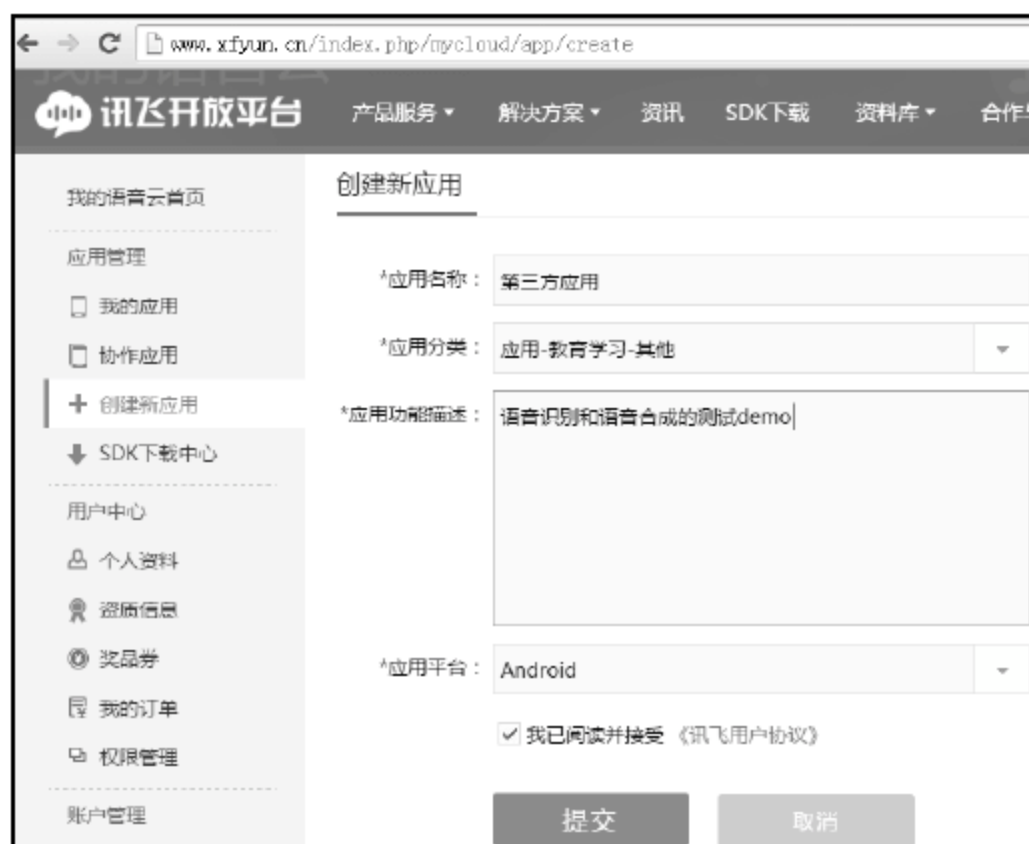 www.xfyun.cn/index.php/mycloud/app/create
讯飞开放平台 产品服务 解决方案 资讯 SDK下载 资料库 合作
我的语音云首页
应用管理
我的应用
协作应用
创建新应用
SDK下载中心
用户中心
个人资料
资质信息
奖品券
我的订单
权限管理
账户管理
创建新应用
*应用名称： 第三方应用
*应用分类： 应用-教育学习-其他
*应用功能描述： 语音识别和语音合成的测试demo
*应用平台： Android
我已阅读并接受《讯飞用户协议》
提交 取消